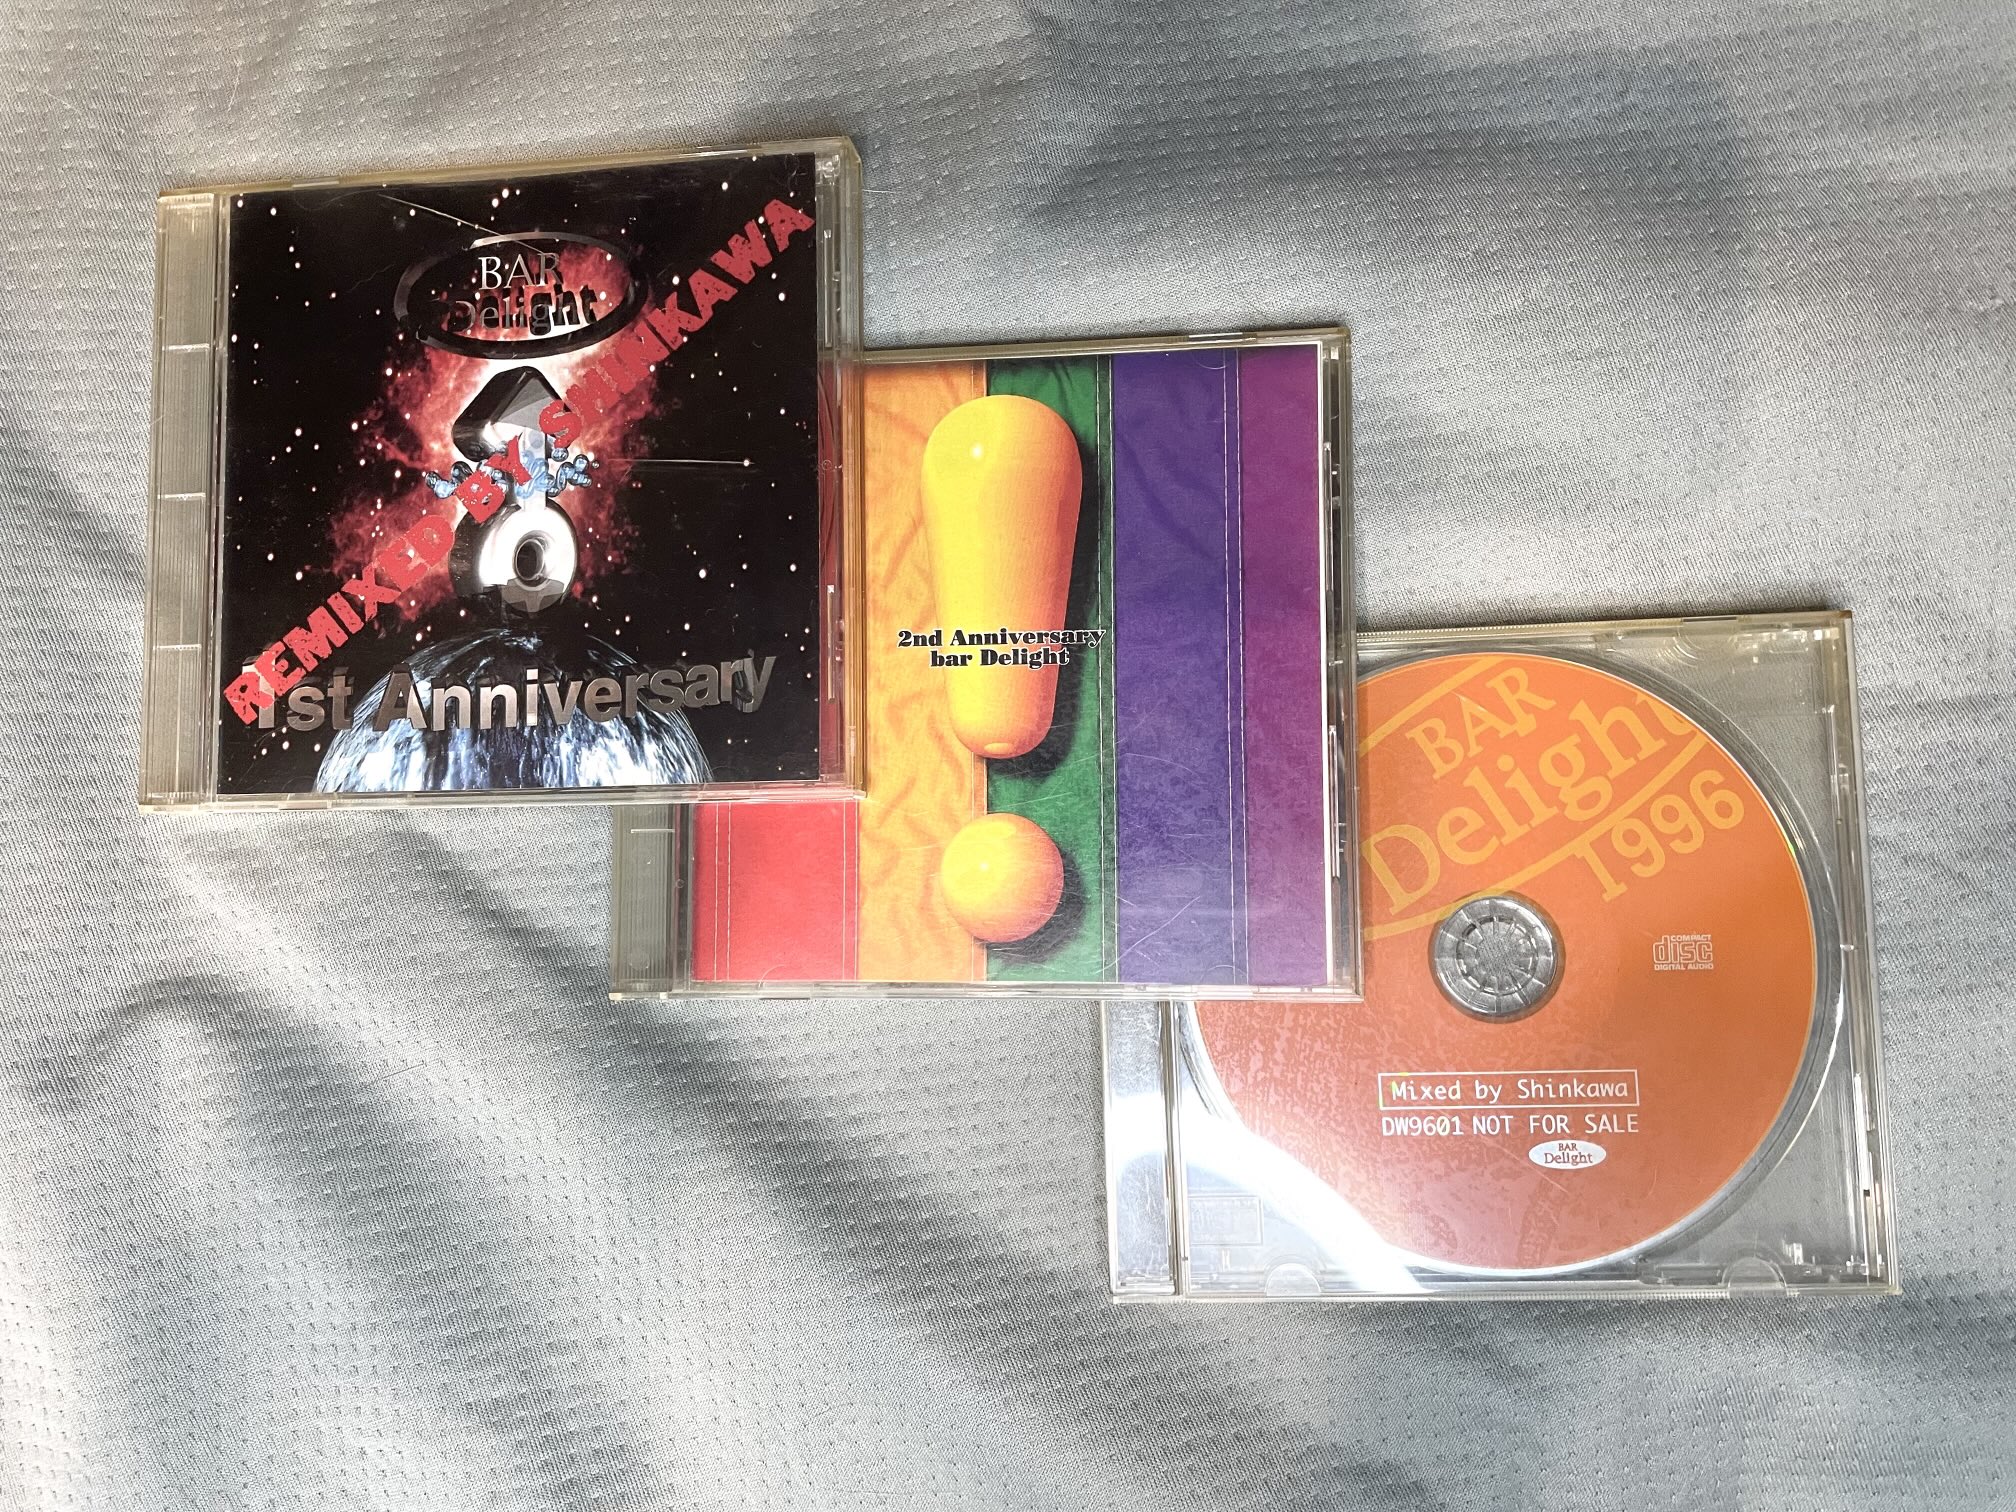 BAR
Delight
REMIXED BY SHINKAWA
1st Anniversary
2nd Anniversary
bar Delight
BAR
Delight
1996
COMPACT
disc
DIGITAL AUDIO
Mixed by Shinkawa
DW9601 NOT FOR SALE
BAR
Delight